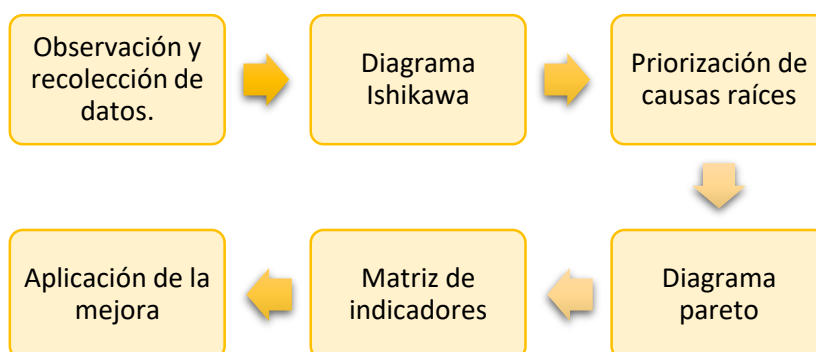 Observación y
recolección de
datos.
Diagrama
Ishikawa
Priorización de
causas raíces
Diagrama
pareto
Matriz de
indicadores
Aplicación de la
mejora